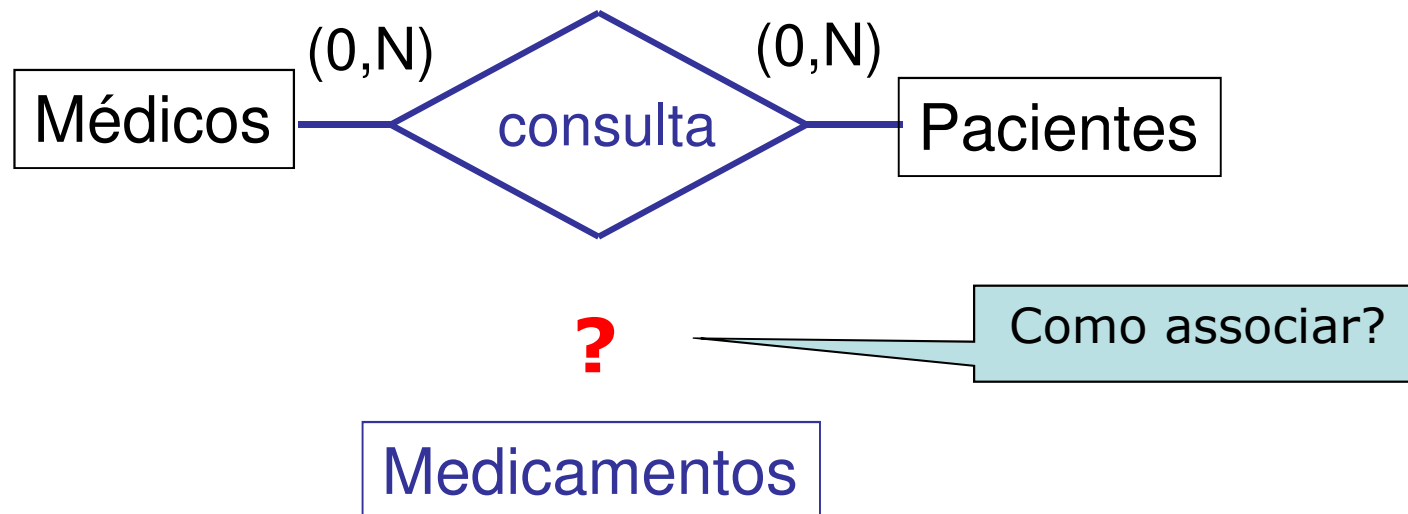 (0,N)
(0,N)
Médicos
consulta
Pacientes
?
Como associar?
Medicamentos